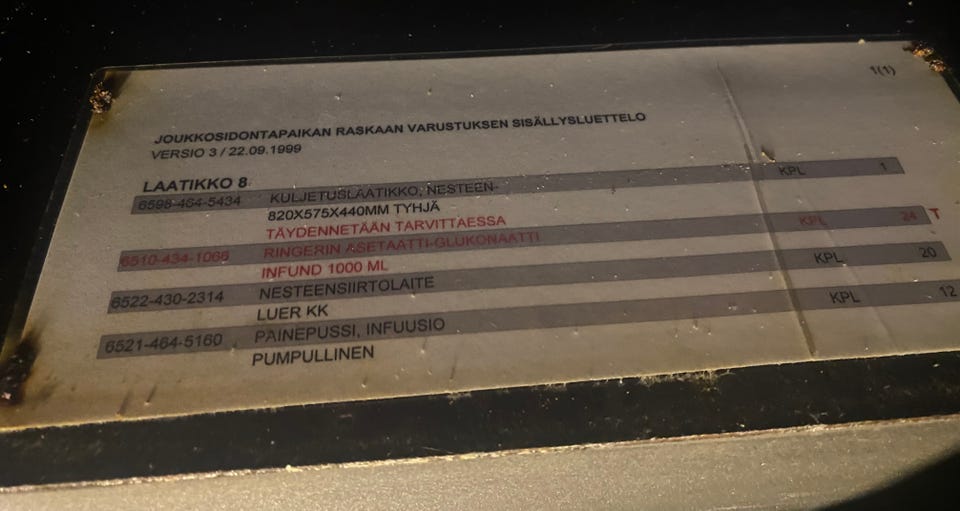 1(1)
JOUKKOSIDONTAPAIKAN RASKAAN VARUSTUKSEN SISÄLLYSLUETTELO
VERSIO 3 / 22.09.1999
LAATIKKO 8
6598-464-5434 KULJETUSLAATIKKO, NESTEEN- KPL 1
820X575X440MM TYHJÄ
TÄYDENNETÄÄN TARVITTAESSA
6510-434-1066 RINGERIN ASETAATTI-GLUKONAATTI KPL 24 T
INFUND 1000 ML
6522-430-2314 NESTEENSIIRTOLAITE KPL 20
LUER KK
6521-464-5160 PAINEPUSSI, INFUUSIO KPL 12
PUMPULLINEN